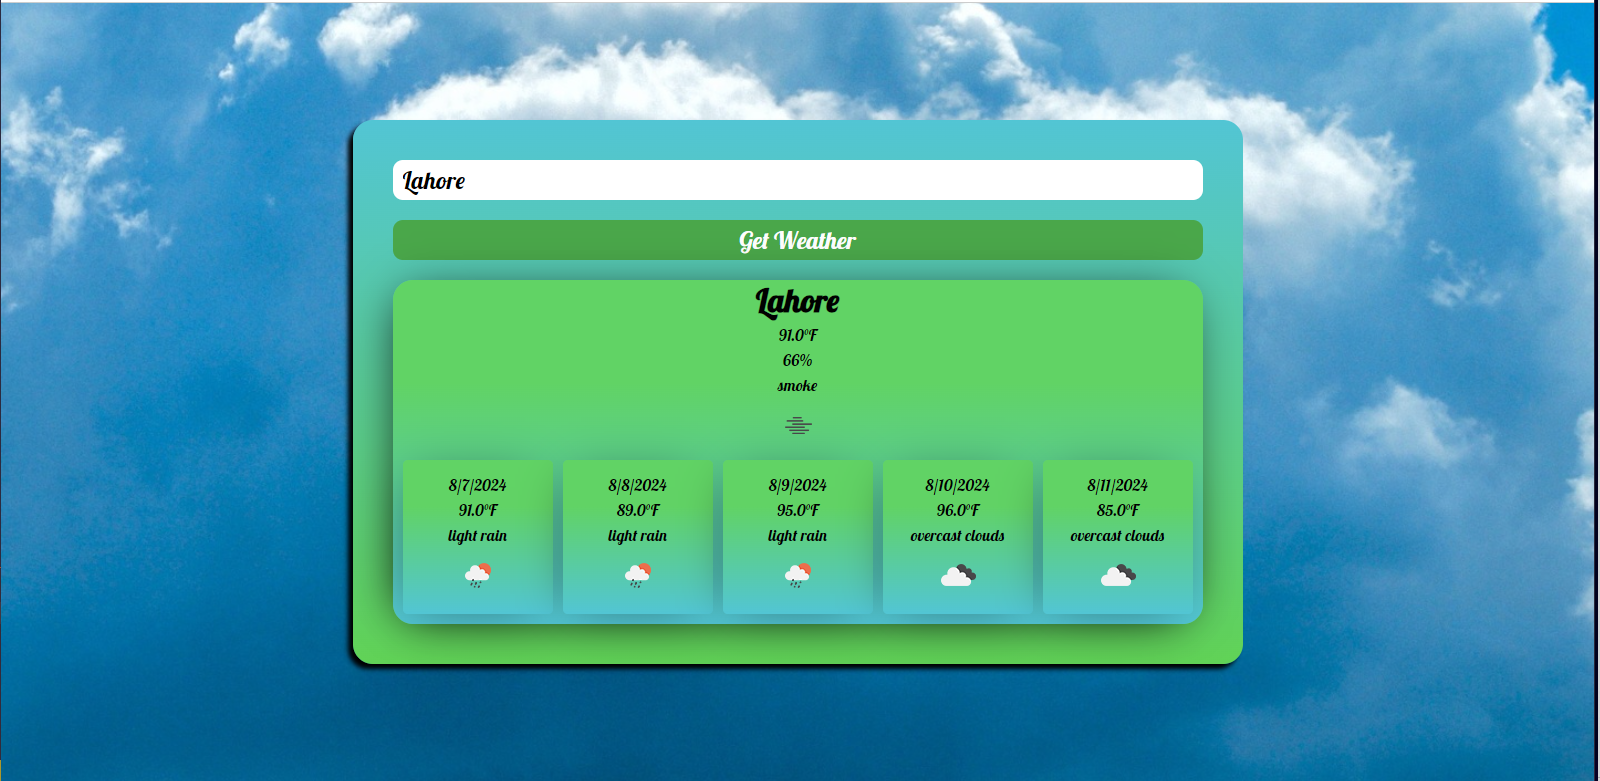 Lahore
Get Weather
Lahore
91.0°F
66%
smoke
8/7/2024
91.0°F
light rain
8/8/2024
89.0°F
light rain
8/9/2024
95.0°F
light rain
8/10/2024
96.0°F
overcast clouds
8/11/2024
85.0°F
overcast clouds